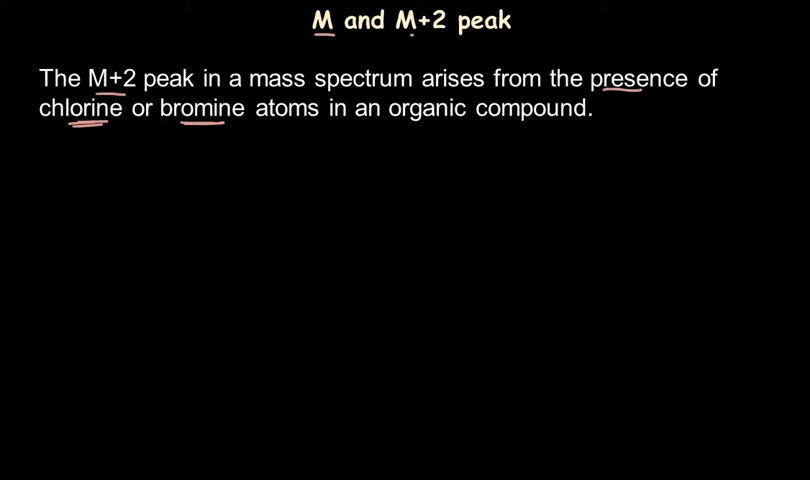 M and M+2 peak
The M+2 peak in a mass spectrum arises from the presence of
chlorine or bromine atoms in an organic compound.